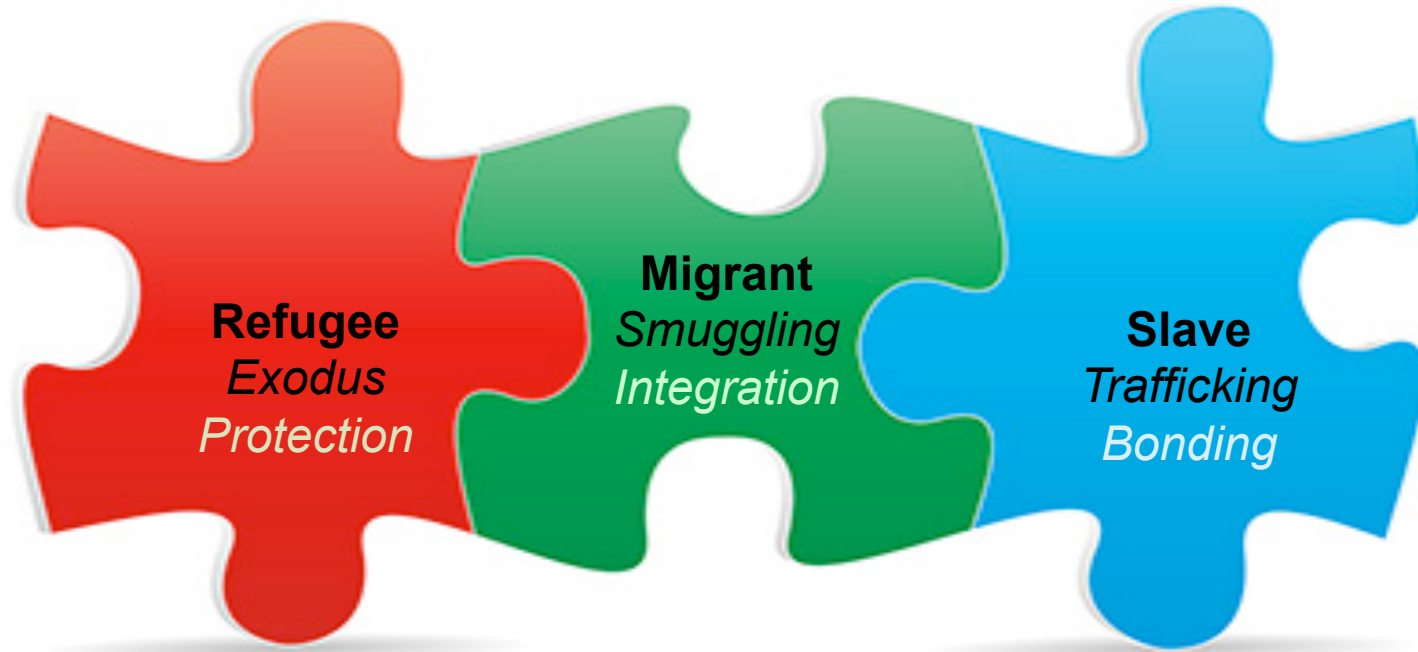 Refugee
Exodus
Protection
Migrant
Smuggling
Integration
Slave
Trafficking
Bonding